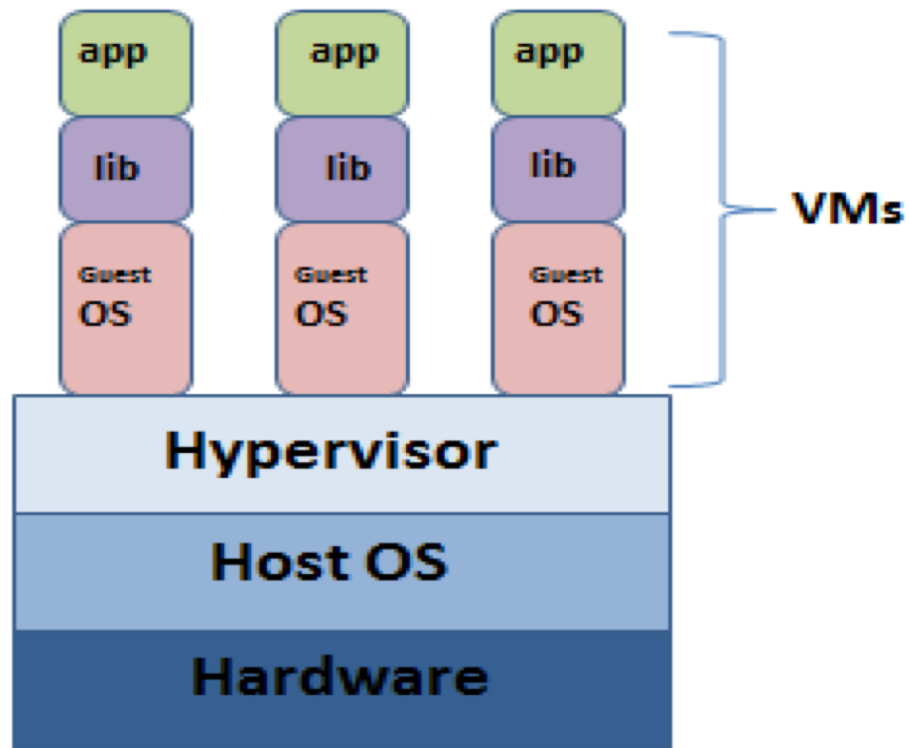 app app app
lib lib lib
VMs
Guest Guest Guest
OS OS OS
Hypervisor
Host OS
Hardware